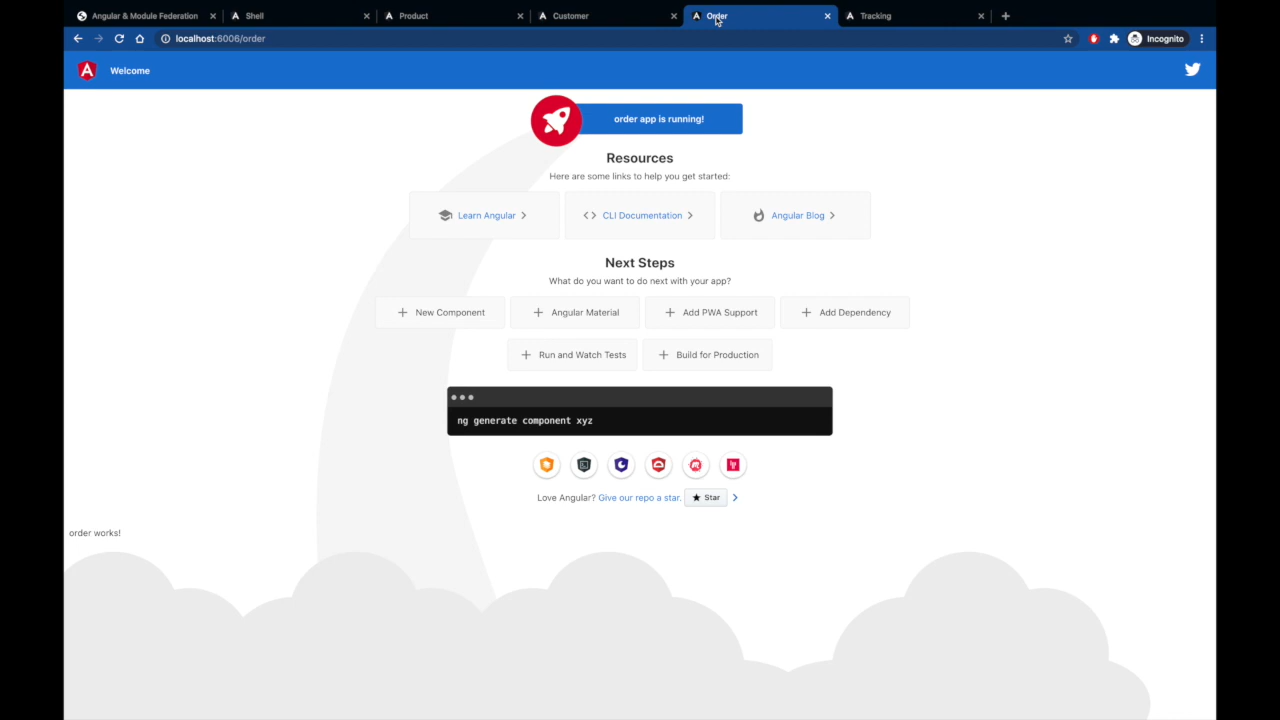 Angular & Module Federation
Shell
Product
Customer
Order
Tracking
localhost:6006/order
Incognito
Welcome
order app is running!
Resources
Here are some links to help you get started:
Learn Angular
CLI Documentation
Angular Blog
Next Steps
What do you want to do next with your app?
New Component
Angular Material
Add PWA Support
Add Dependency
Run and Watch Tests
Build for Production
ng generate component xyz
Love Angular? Give our repo a star. Star
order works!